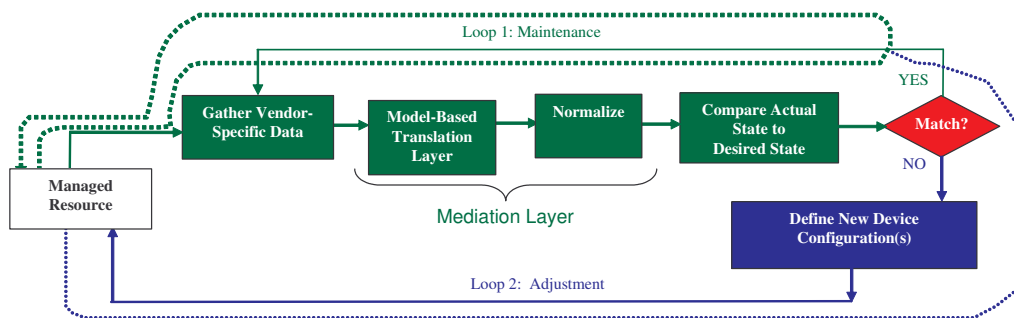 Loop 1: Maintenance
YES
Gather Vendor-
Specific Data
Model-Based
Translation
Layer
Normalize
Compare Actual
State to
Desired State
Match?
NO
Managed
Resource
Mediation Layer
Define New Device
Configuration(s)
Loop 2:  Adjustment